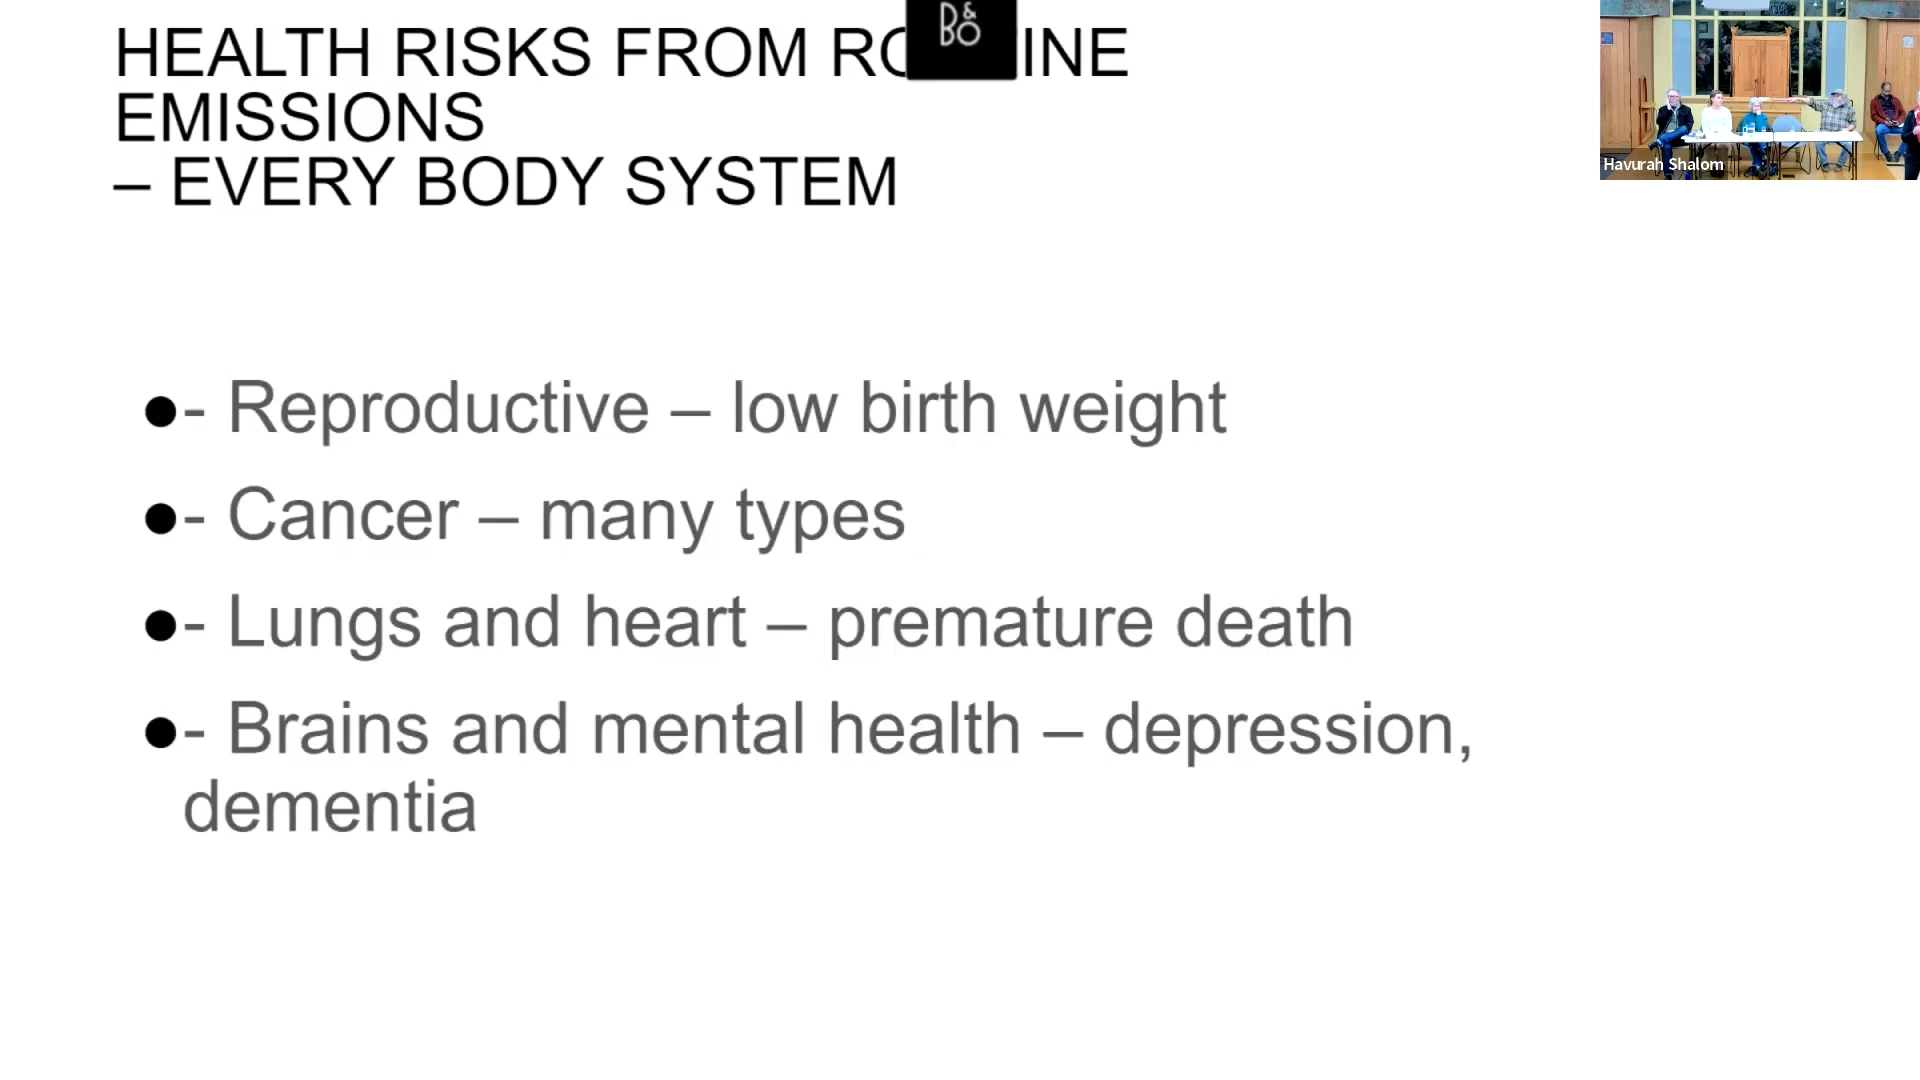 HEALTH RISKS FROM RO INE
EMISSIONS
– EVERY BODY SYSTEM
B&O
Havurah Shalom
●- Reproductive – low birth weight
●- Cancer – many types
●- Lungs and heart – premature death
●- Brains and mental health – depression,
dementia